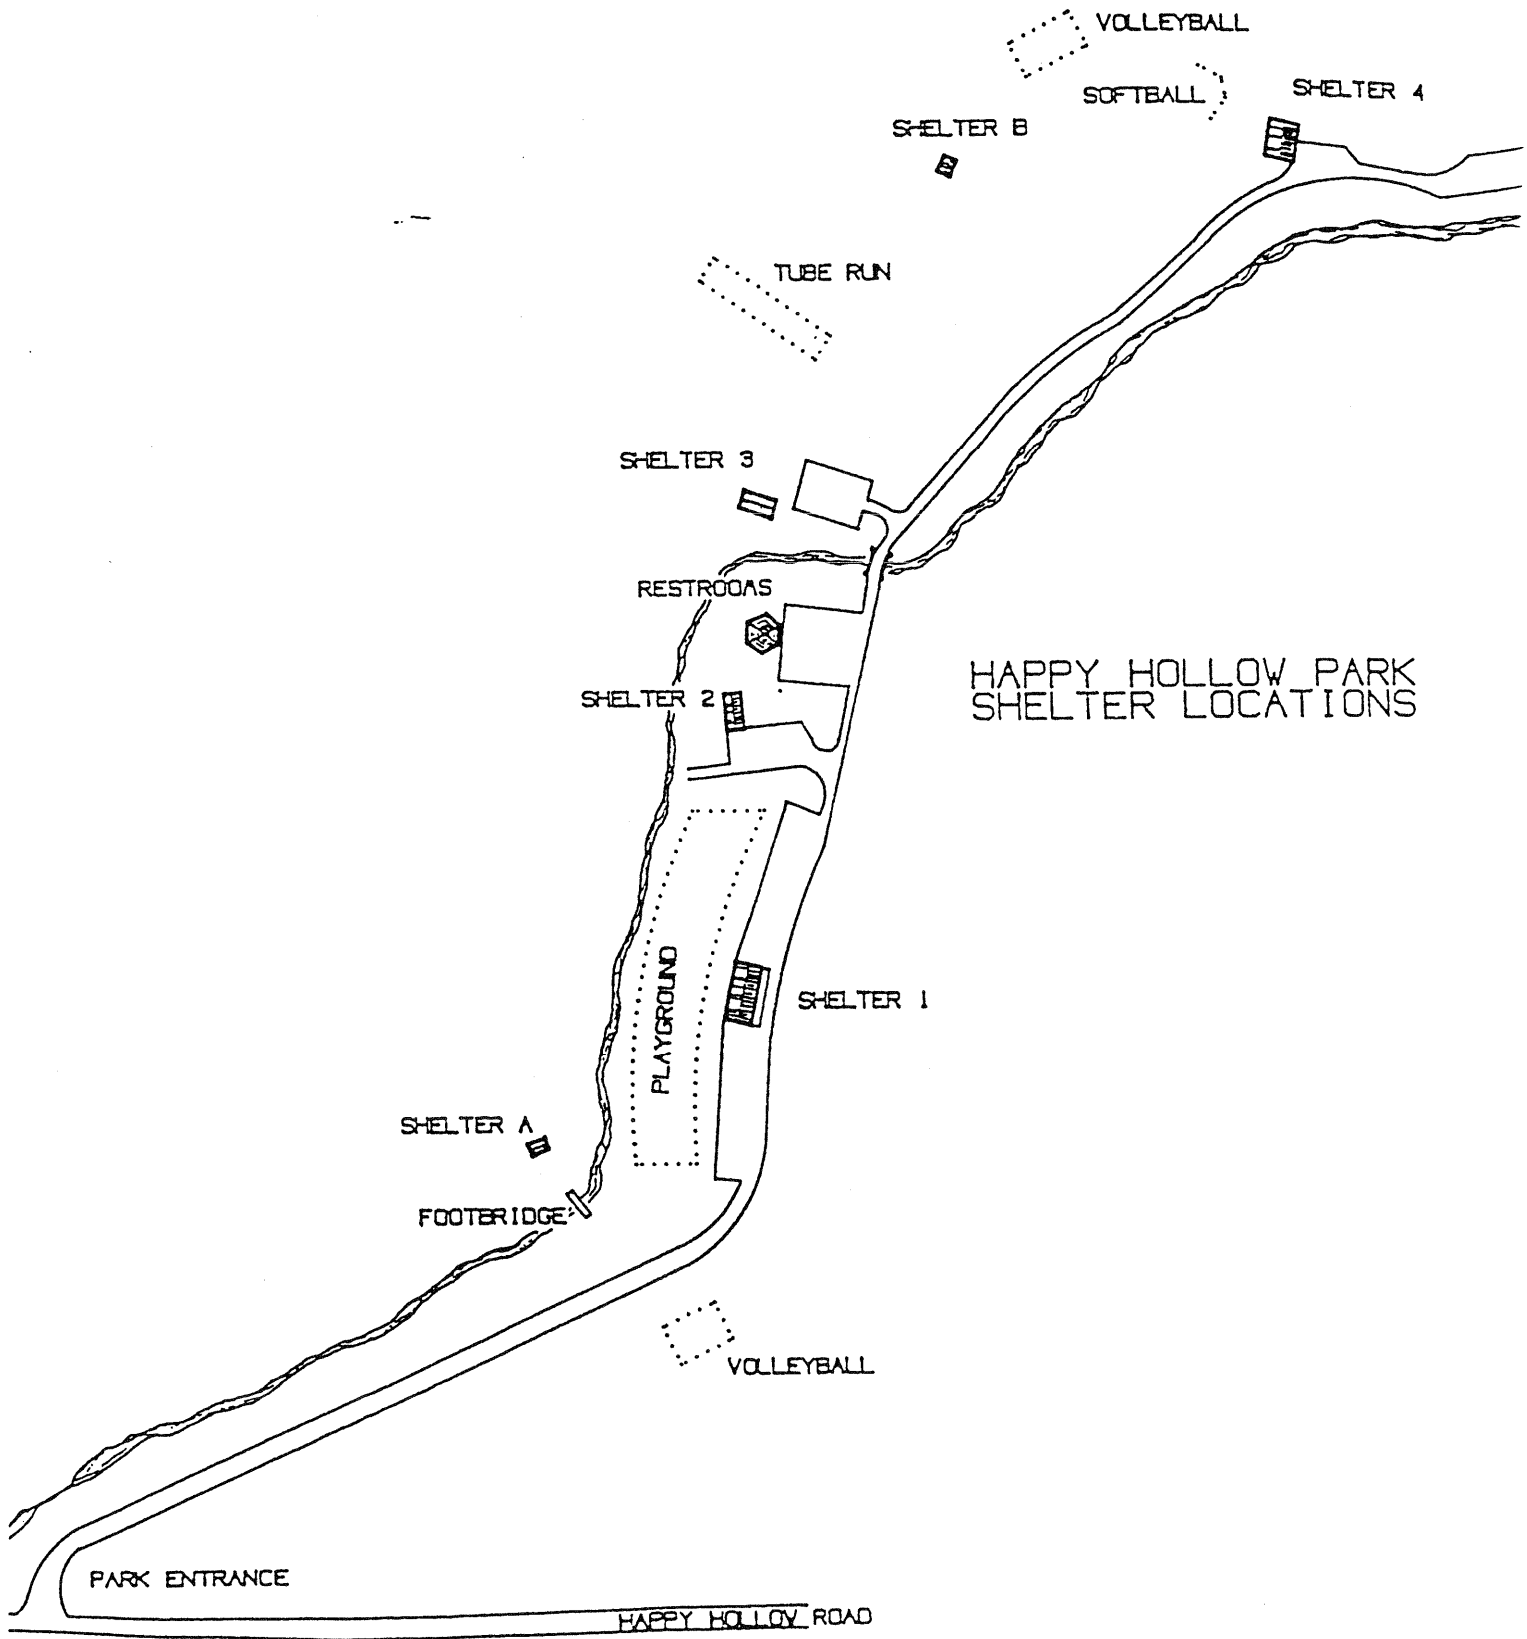 VOLLEYBALL
SOFTBALL
SHELTER 4
SHELTER B
TUBE RUN
SHELTER 3
RESTROOAS
HAPPY HOLLOW PARK
SHELTER LOCATIONS
SHELTER 2
PLAYGROUND
SHELTER 1
SHELTER A
FOOTBRIDGE
VOLLEYBALL
PARK ENTRANCE
HAPPY HOLLOW ROAD